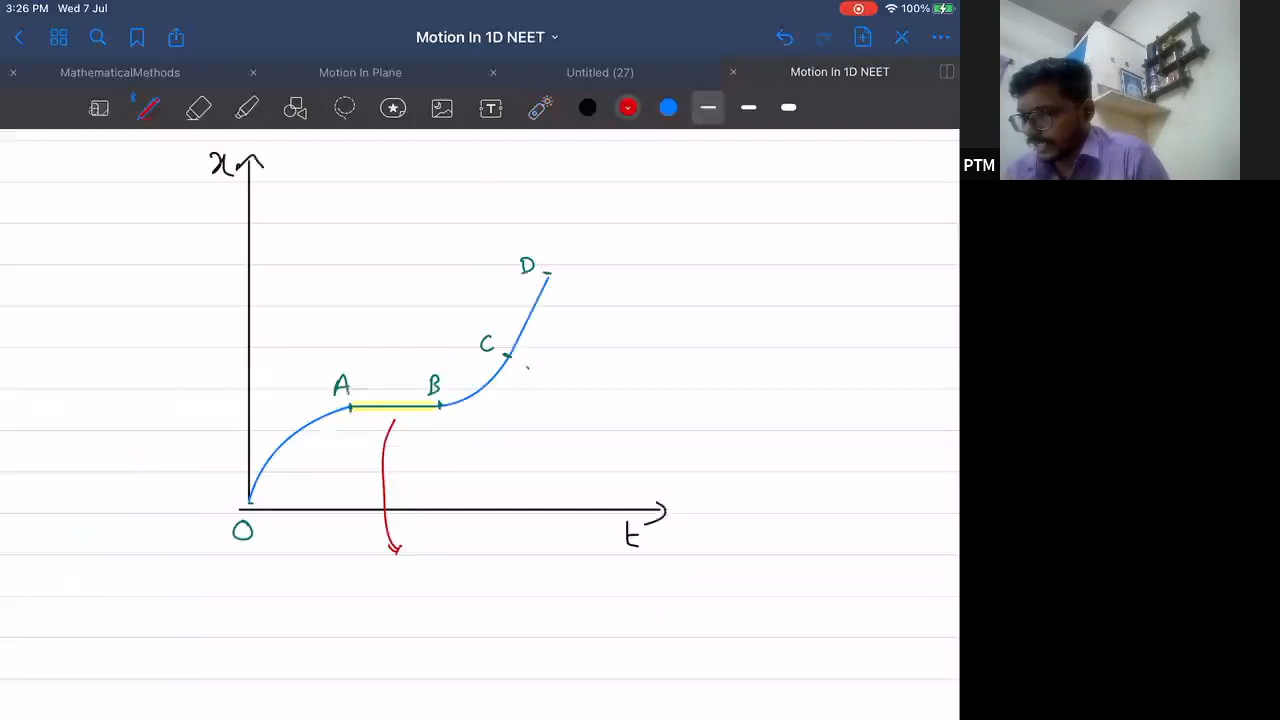 3:26 PM Wed 7 Jul
100%
Motion In 1D NEET
MathematicalMethods
Motion In Plane
Untitled (27)
Motion In 1D NEET
T
PTM
x
D
C
A
B
O
t